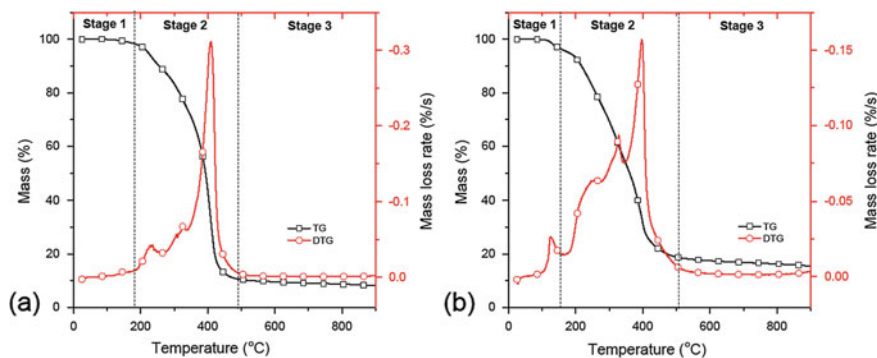 Stage 1 Stage 2 Stage 3
100
80
60
40
20
0
Mass (%)
-0.3
-0.2
-0.1
0.0
Mass loss rate (%/s)
TG
DTG
0 200 400 600 800
Temperature (°C)
(a)
Stage 1 Stage 2 Stage 3
100
80
60
40
20
0
Mass (%)
-0.15
-0.10
-0.05
0.00
Mass loss rate (%/s)
TG
DTG
0 200 400 600 800
Temperature (°C)
(b)